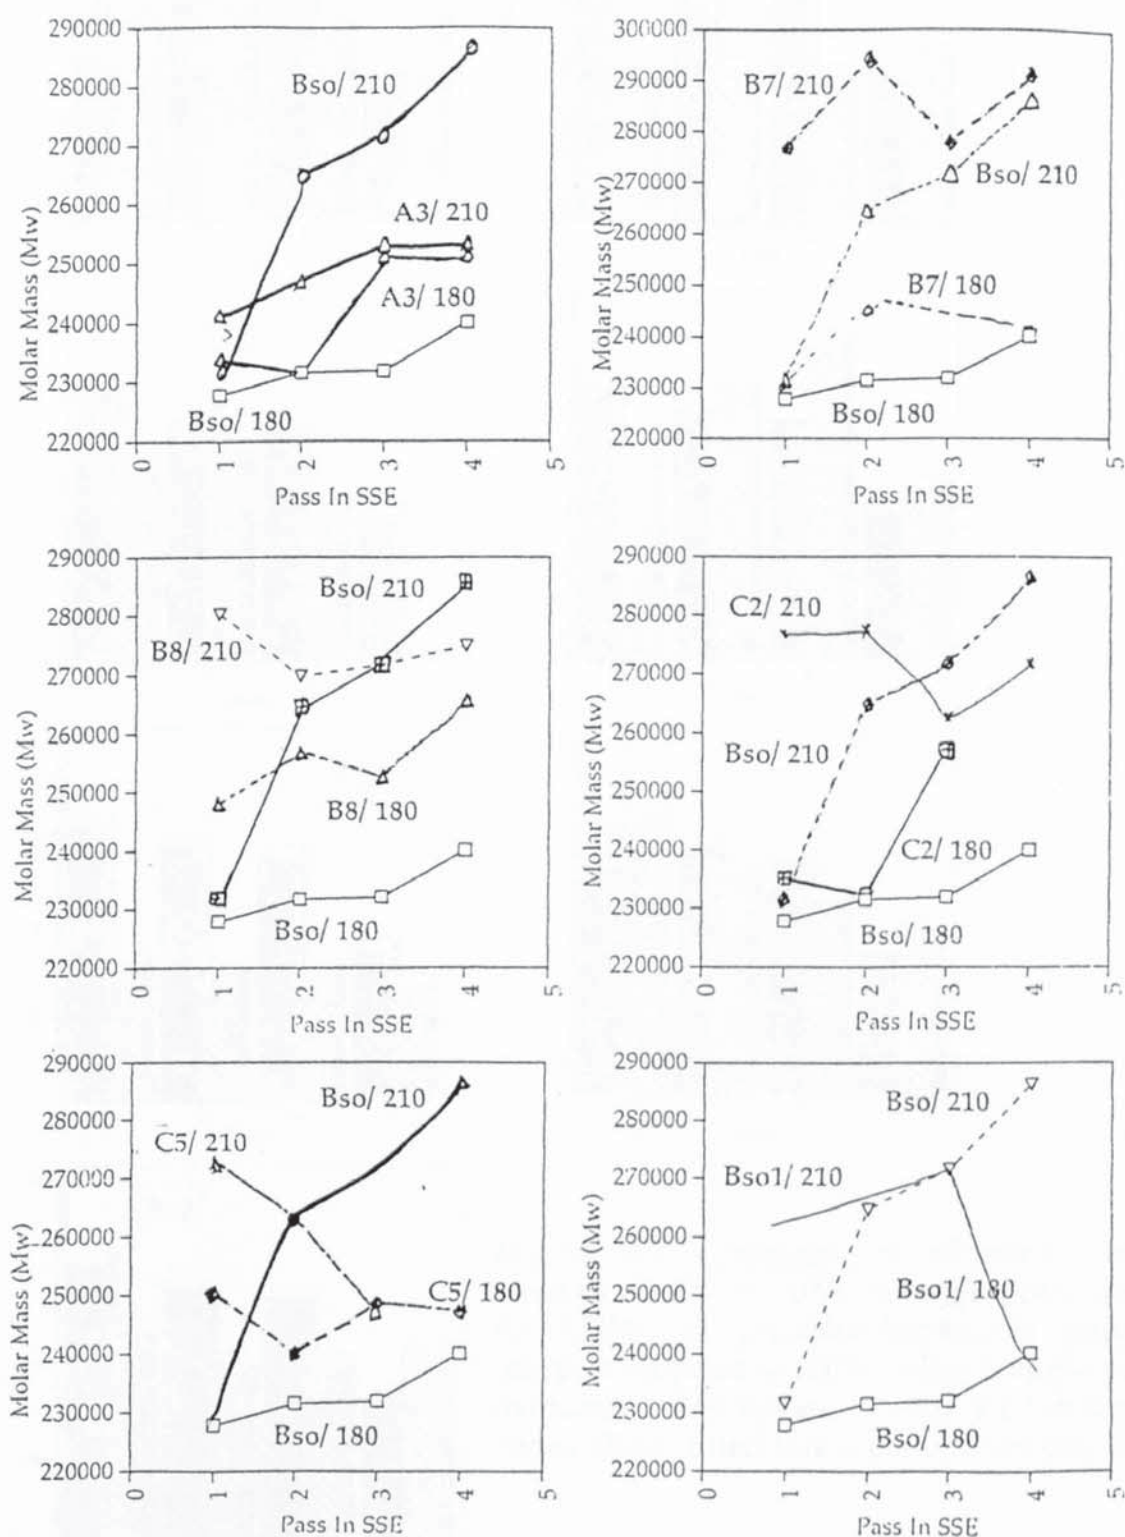 290000
280000
270000
260000
250000
240000
230000
220000
Molar Mass (Mw)
Bso/ 210
A3/ 210
A3/ 180
Bso/ 180
0
1
2
3
4
5
Pass In SSE
300000
290000
280000
270000
260000
250000
240000
230000
220000
Molar Mass (Mw)
B7/ 210
Bso/ 210
B7/ 180
Bso/ 180
0
1
2
3
4
5
Pass In SSE
290000
280000
270000
260000
250000
240000
230000
220000
Molar Mass (Mw)
Bso/ 210
B8/ 210
B8/ 180
Bso/ 180
0
1
2
3
4
5
Pass In SSE
290000
280000
270000
260000
250000
240000
230000
220000
Molar Mass (Mw)
C2/ 210
Bso/ 210
C2/ 180
Bso/ 180
0
1
2
3
4
5
Pass In SSE
290000
280000
270000
260000
250000
240000
230000
220000
Molar Mass (Mw)
Bso/ 210
C5/ 210
C5/ 180
Bso/ 180
0
1
2
3
4
5
Pass In SSE
290000
280000
270000
260000
250000
240000
230000
220000
Molar Mass (Mw)
Bso/ 210
Bso1/ 210
Bso1/ 180
Bso/ 180
0
1
2
3
4
5
Pass In SSE